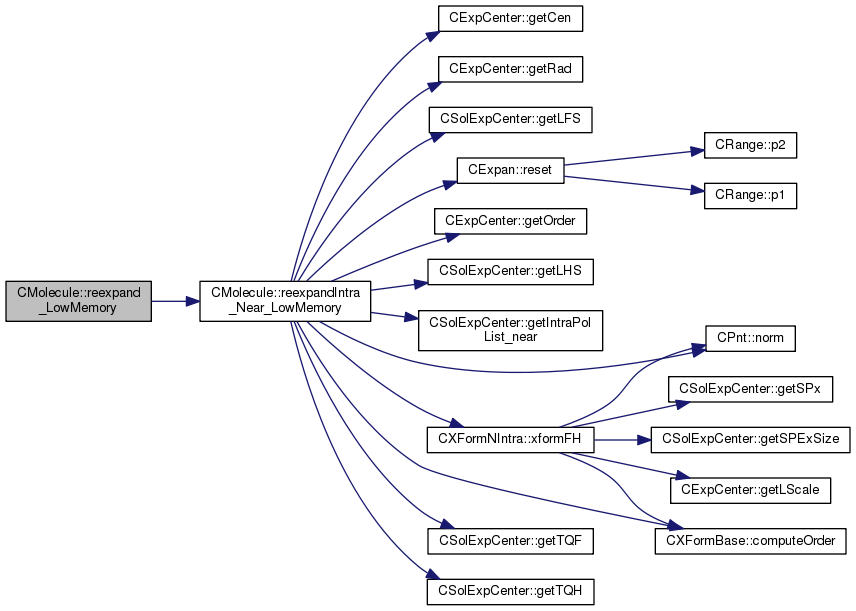 CExpCenter::getCen
CExpCenter::getRad
CSolExpCenter::getLFS
CExpan::reset
CRange::p2
CRange::p1
CExpCenter::getOrder
CSolExpCenter::getLHS
CMolecule::reexpand
_LowMemory
CMolecule::reexpandIntra
_Near_LowMemory
CSolExpCenter::getIntraPol
List_near
CPnt::norm
CSolExpCenter::getSPx
CXFormNIntra::xformFH
CSolExpCenter::getSPExSize
CExpCenter::getLScale
CSolExpCenter::getTQF
CXFormBase::computeOrder
CSolExpCenter::getTQH